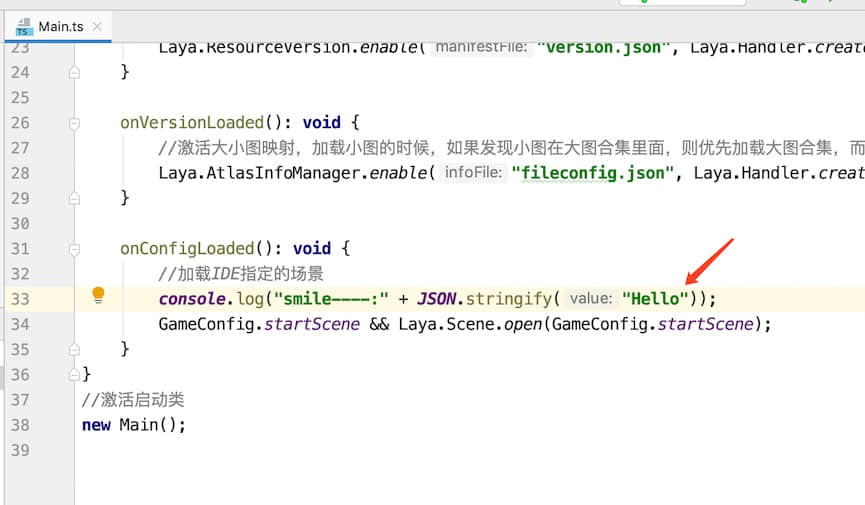 Main.ts
23 Laya.ResourceVersion.enable( manifestFile: "version.json", Laya.Handler.create
24 }
25
26 onVersionLoaded(): void {
27 //激活大小图映射，加载小图的时候，如果发现小图在大图合集里面，则优先加载大图合集，而
28 Laya.AtlasInfoManager.enable( infoFile: "fileconfig.json", Laya.Handler.creat
29 }
30
31 onConfigLoaded(): void {
32 //加载IDE指定的场景
33 console.log("smile----:" + JSON.stringify( value: "Hello"));
34 GameConfig.startScene && Laya.Scene.open(GameConfig.startScene);
35 }
36 }
37 //激活启动类
38 new Main();
39